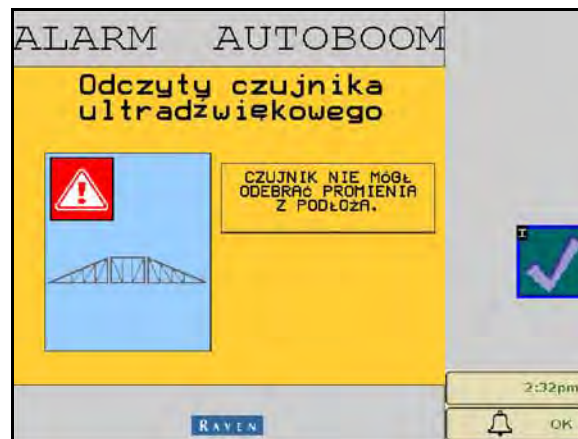 ALARM AUTOBOOM
Odczyty czujnika
ultradźwiękowego
CZUJNIK NIE MÓGŁ
ODEBRAĆ PROMIENIA
Z PODŁOŻA.
I
2:32pm
RAVEN
OK